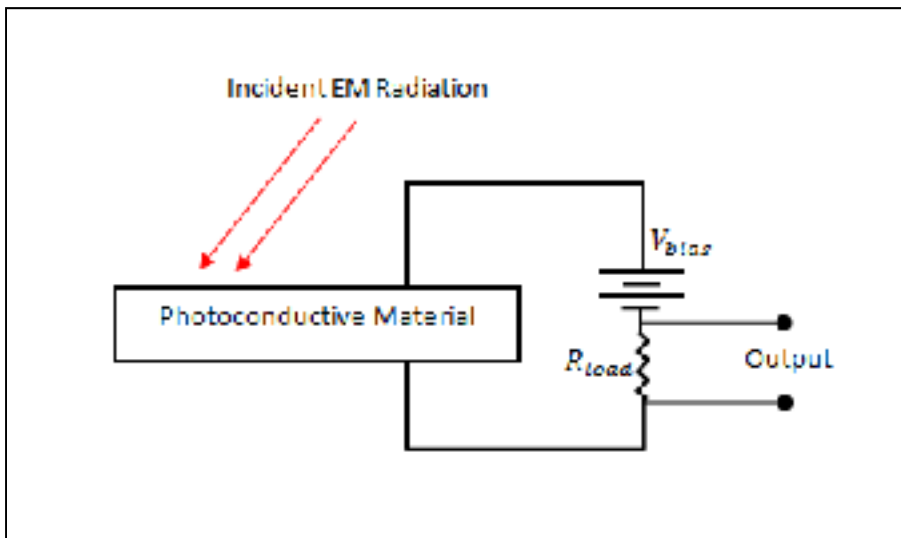 Incident EM Radiation
V_bias
Photoconductive Material
R_load
Output